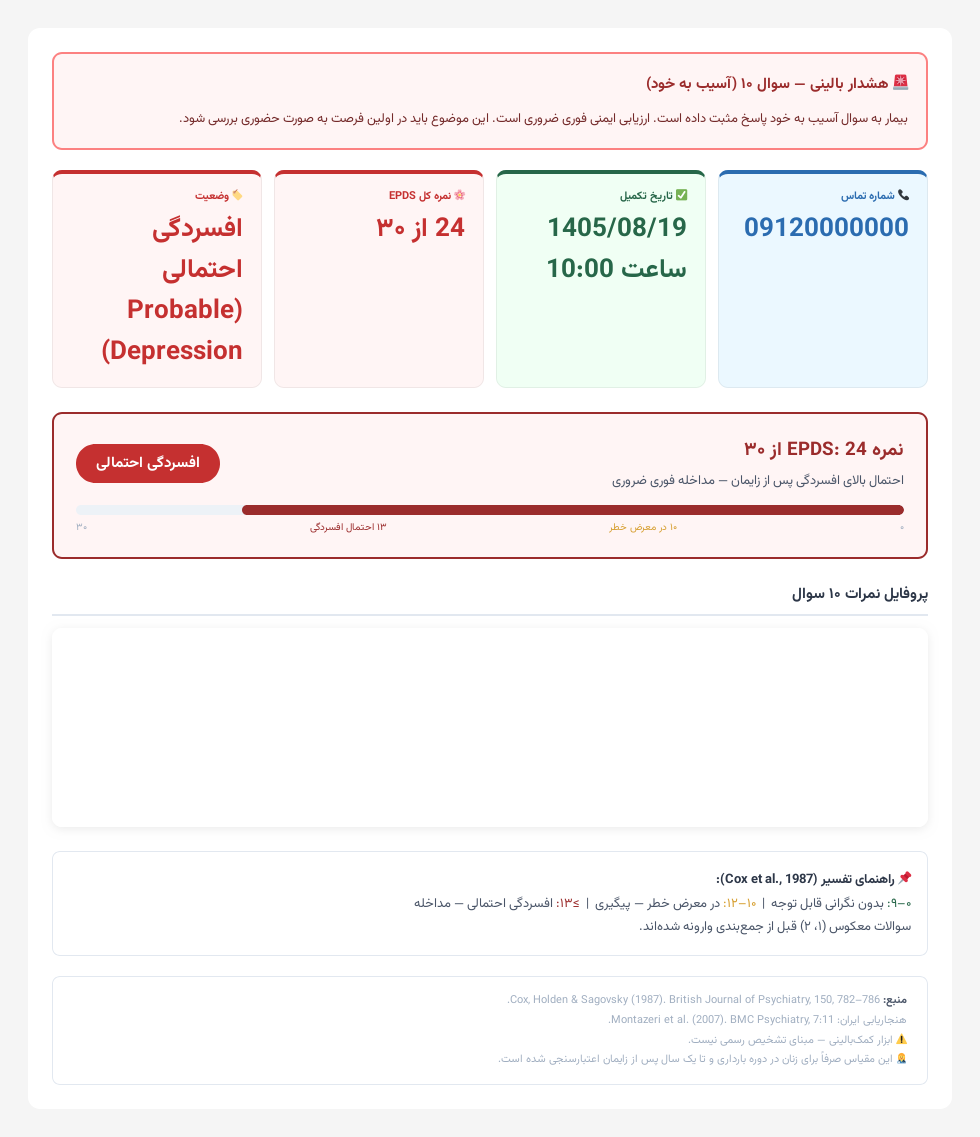 🚨 هشدار بالینی — سوال ۱۰ (آسیب به خود)
بیمار به سوال آسیب به خود پاسخ مثبت داده است. ارزیابی ایمنی فوری ضروری است. این موضوع باید در اولین فرصت به صورت حضوری بررسی شود.
📞 شماره تماس
09120000000
✅ تاریخ تکمیل
1405/08/19
ساعت 10:00
🌸 نمره کل EPDS
24 از ۳۰
🏷️ وضعیت
افسردگی
احتمالی
(Probable
Depression)
نمره EPDS: 24 از ۳۰
احتمال بالای افسردگی پس از زایمان — مداخله فوری ضروری
افسردگی احتمالی
۰
۱۰ در معرض خطر
۱۳ احتمال افسردگی
۳۰
پروفایل نمرات ۱۰ سوال
📌 راهنمای تفسیر (Cox et al., 1987):
۰–۹: بدون نگرانی قابل توجه | ۱۰–۱۲: در معرض خطر — پیگیری | ≥۱۳: افسردگی احتمالی — مداخله
سوالات معکوس (۱، ۲) قبل از جمع‌بندی وارونه شده‌اند.
منبع: Cox, Holden & Sagovsky (1987). British Journal of Psychiatry, 150, 782–786.
هنجاریابی ایران: Montazeri et al. (2007). BMC Psychiatry, 7:11.
⚠️ ابزار کمک‌بالینی — مبنای تشخیص رسمی نیست.
🤱 این مقیاس صرفاً برای زنان در دوره بارداری و تا یک سال پس از زایمان اعتبارسنجی شده است.